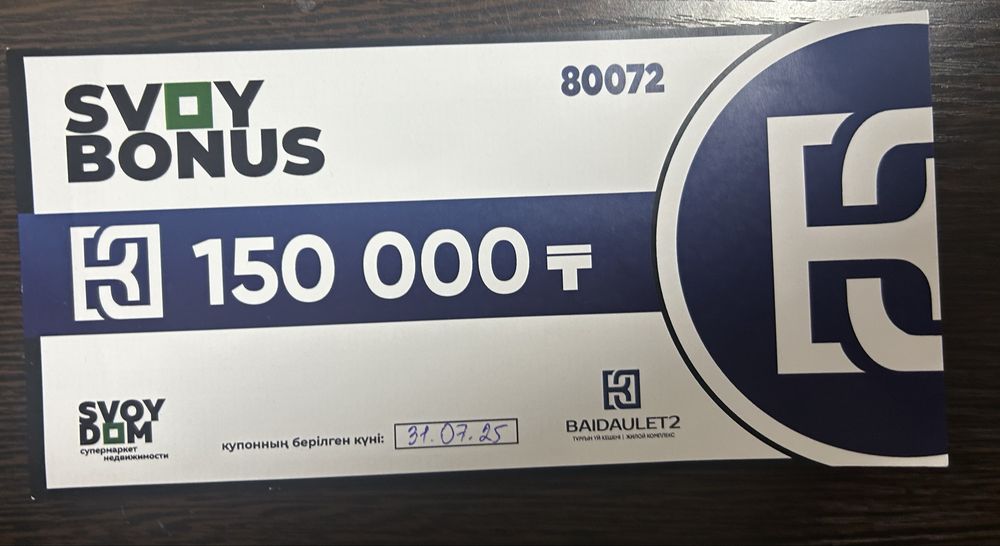 SVOY
BONUS
80072
150 000 ₸
SVOY
DOM
супермаркет
недвижимости
купонның берілген күні: 31.07.25
BAIDAULET2
ТҰРҒЫН ҮЙ КЕШЕНІ | ЖИЛОЙ КОМПЛЕКС